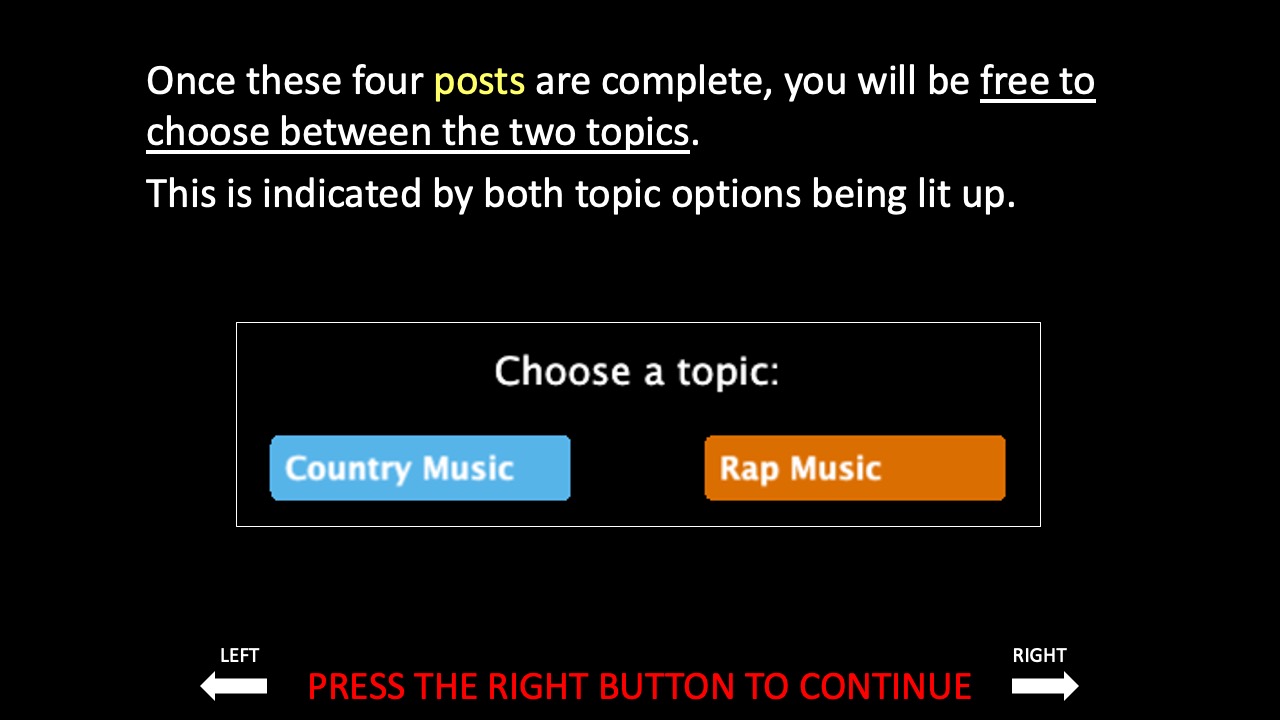 Once these four posts are complete, you will be free to
choose between the two topics.
This is indicated by both topic options being lit up.
Choose a topic:
Country Music
Rap Music
LEFT
RIGHT
PRESS THE RIGHT BUTTON TO CONTINUE